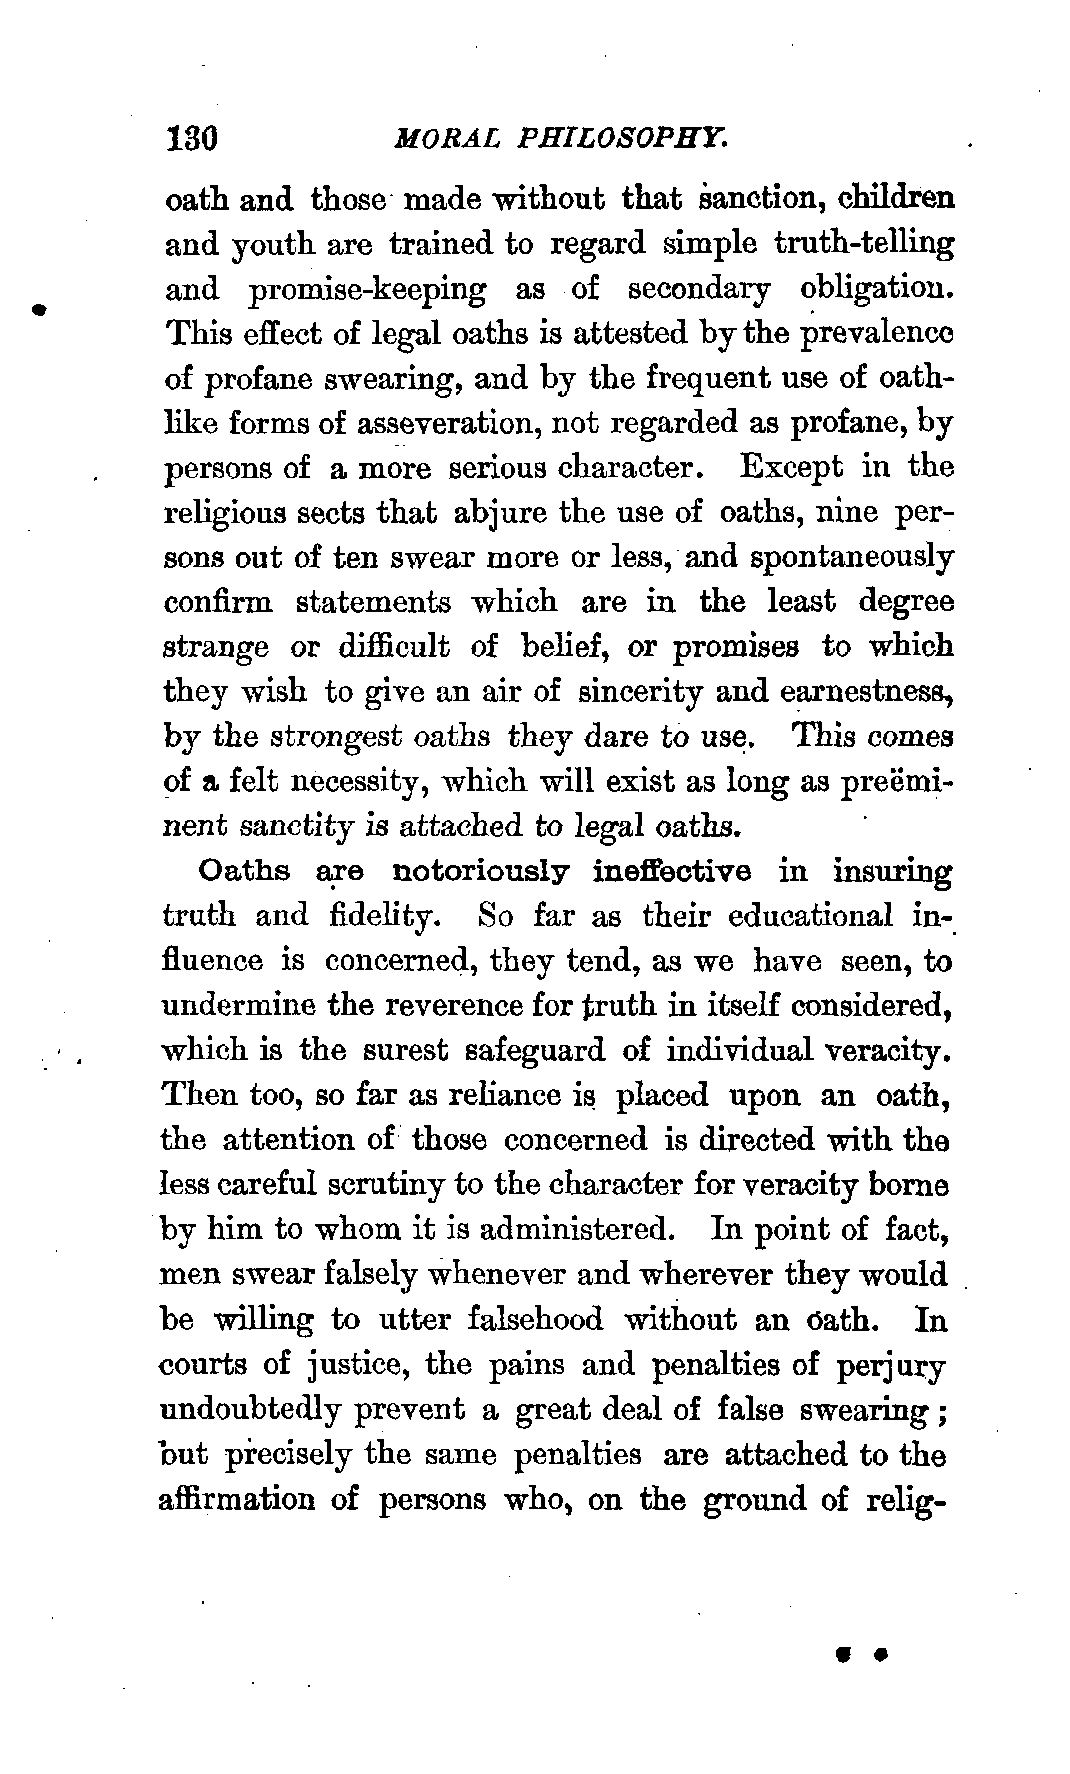 130 MORAL PHILOSOPHY.
oath and those made without that sanction, children
and youth are trained to regard simple truth-telling
and promise-keeping as of secondary obligation.
This effect of legal oaths is attested by the prevalence
of profane swearing, and by the frequent use of oath-
like forms of asseveration, not regarded as profane, by
persons of a more serious character. Except in the
religious sects that abjure the use of oaths, nine per-
sons out of ten swear more or less, and spontaneously
confirm statements which are in the least degree
strange or difficult of belief, or promises to which
they wish to give an air of sincerity and earnestness,
by the strongest oaths they dare to use. This comes
of a felt necessity, which will exist as long as preëmi-
nent sanctity is attached to legal oaths.
Oaths are notoriously ineffective in insuring
truth and fidelity. So far as their educational in-
fluence is concerned, they tend, as we have seen, to
undermine the reverence for truth in itself considered,
which is the surest safeguard of individual veracity.
Then too, so far as reliance is placed upon an oath,
the attention of those concerned is directed with the
less careful scrutiny to the character for veracity borne
by him to whom it is administered. In point of fact,
men swear falsely whenever and wherever they would
be willing to utter falsehood without an oath. In
courts of justice, the pains and penalties of perjury
undoubtedly prevent a great deal of false swearing ;
but precisely the same penalties are attached to the
affirmation of persons who, on the ground of relig-